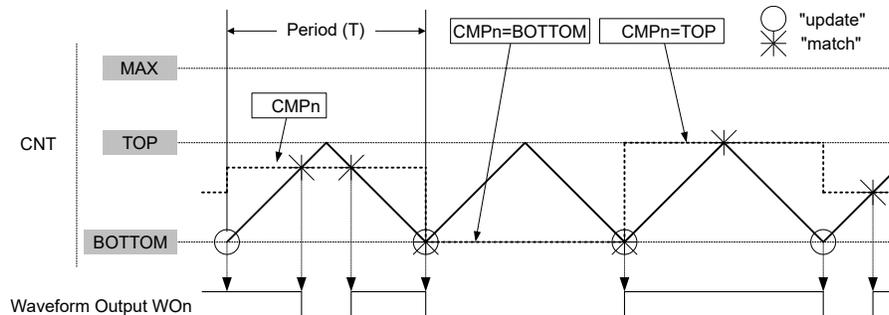 Period (T)
CMPn=BOTTOM
CMPn=TOP
"update"
"match"
MAX
CMPn
CNT
TOP
BOTTOM
Waveform Output WOn